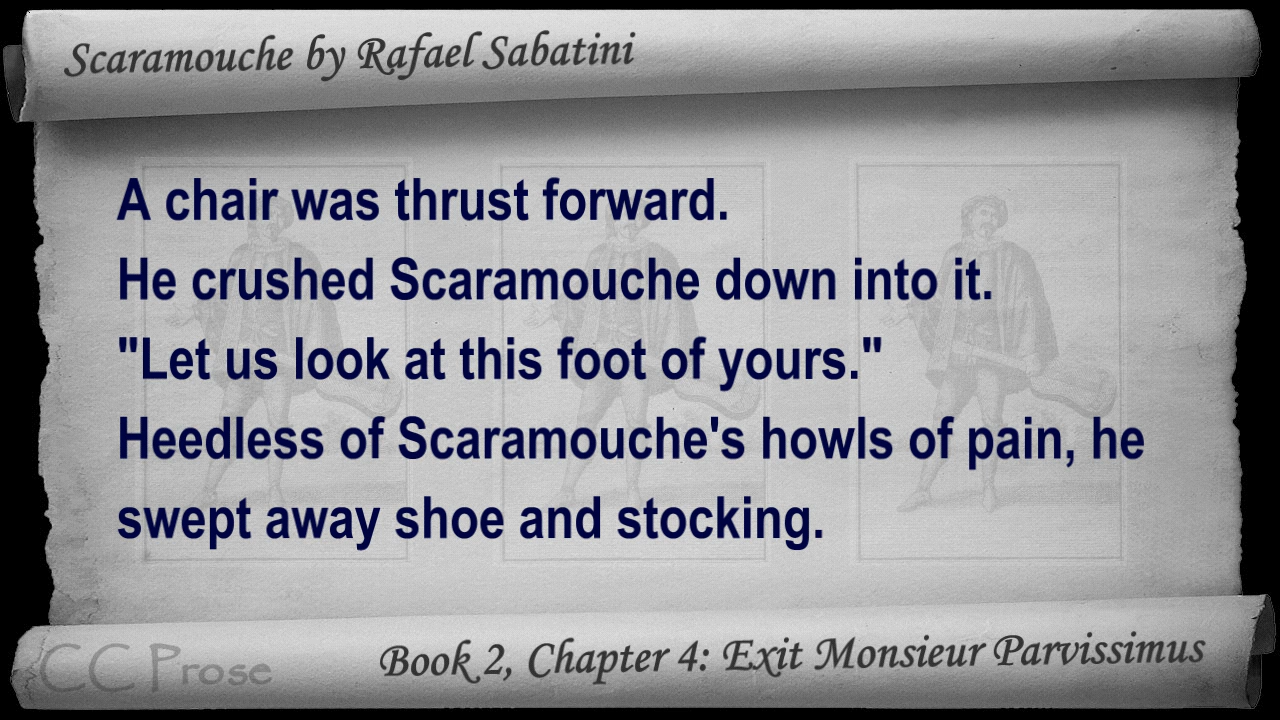 Scaramouche by Rafael Sabatini
A chair was thrust forward.
He crushed Scaramouche down into it.
"Let us look at this foot of yours."
Heedless of Scaramouche's howls of pain, he
swept away shoe and stocking.
CC Prose
Book 2, Chapter 4: Exit Monsieur Parvissimus